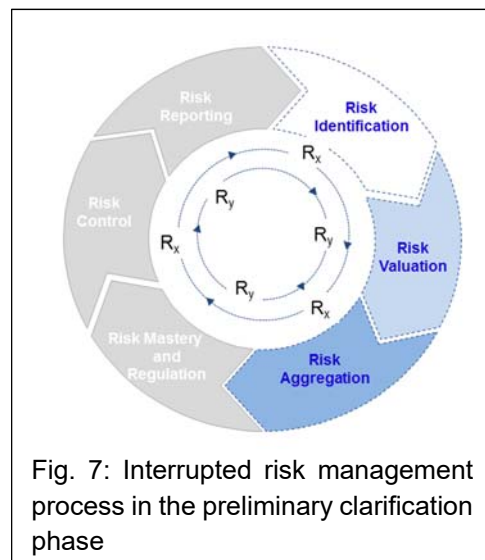 Risk
Reporting
Risk
Identification
Risk
Control
Risk
Valuation
Risk Mastery
and
Regulation
Risk
Aggregation
Rx
Ry
Ry
Rx
Ry
Rx
Fig. 7: Interrupted risk management
process in the preliminary clarification
phase